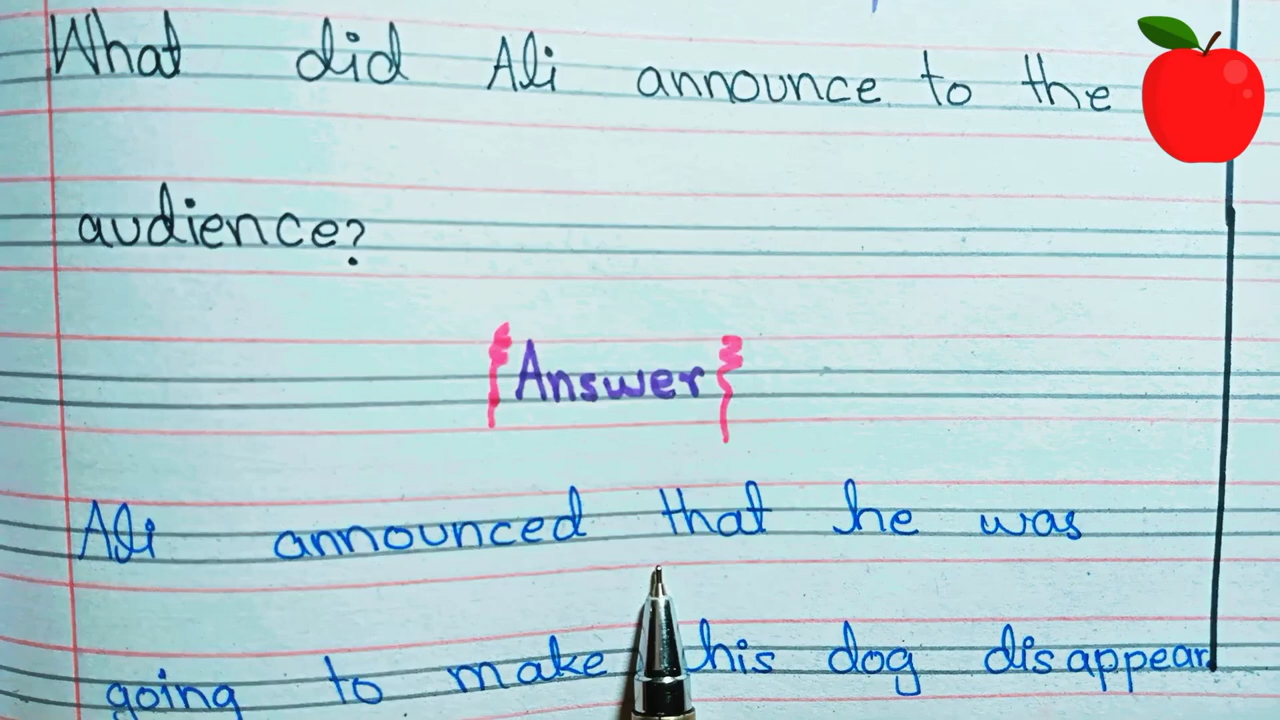 What did Ali announce to the
audience?
Answer
Ali announced that he was
going to make his dog disappear